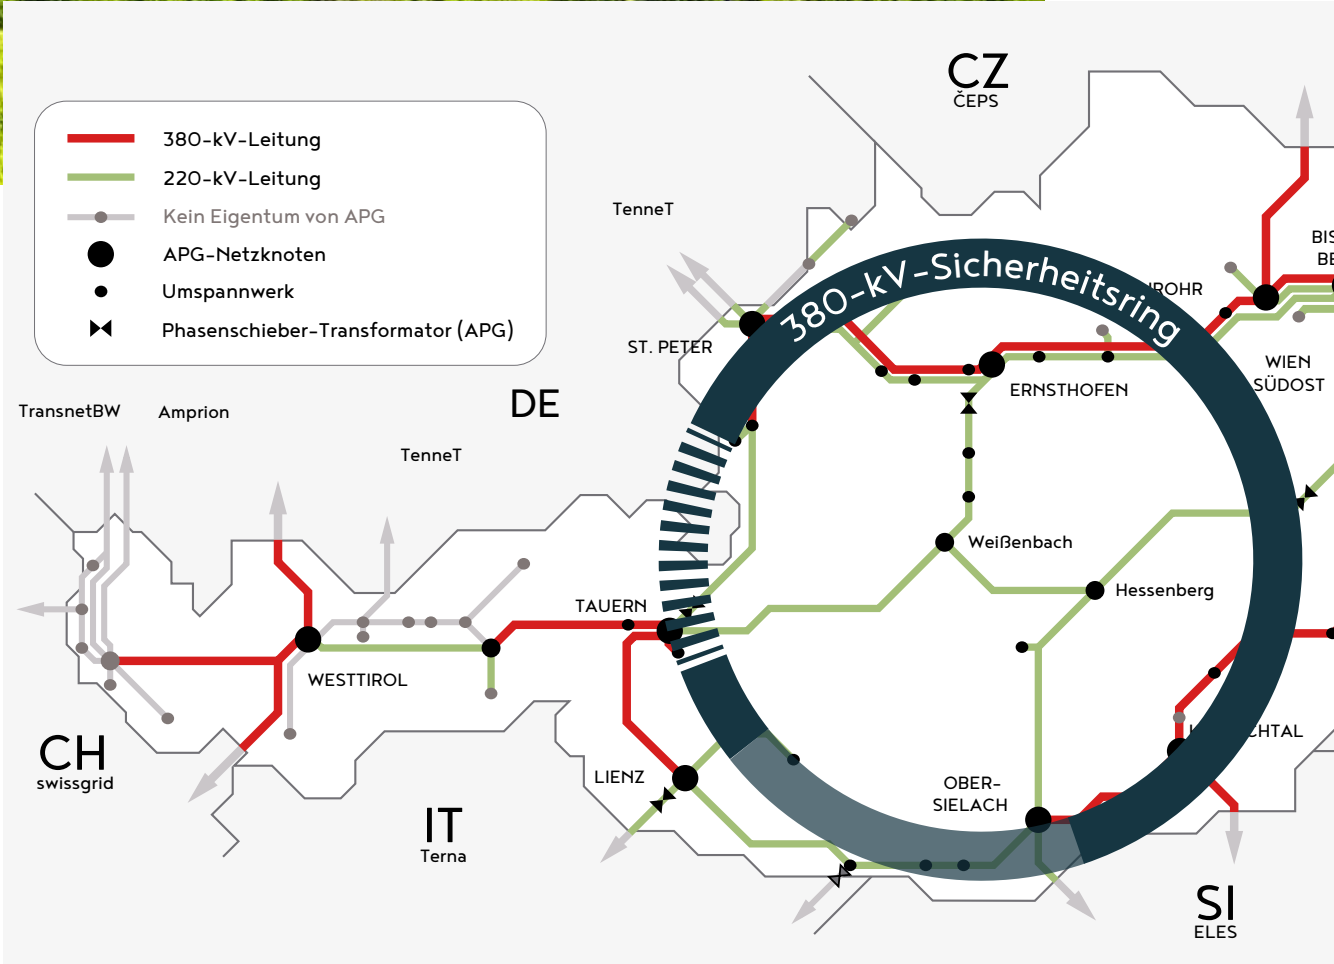 CZ
ČEPS
380-kV-Leitung
220-kV-Leitung
Kein Eigentum von APG
APG-Netzknoten
Umspannwerk
Phasenschieber-Transformator (APG)
TenneT
380-kV-Sicherheitsring
ST. PETER
ERNSTHOFEN
WIEN
SÜDOST
DE
TransnetBW
Amprion
TenneT
Weißenbach
Hessenberg
TAUERN
WESTTIROL
CH
swissgrid
LIENZ
OBER-
SIELACH
IT
Terna
SI
ELES